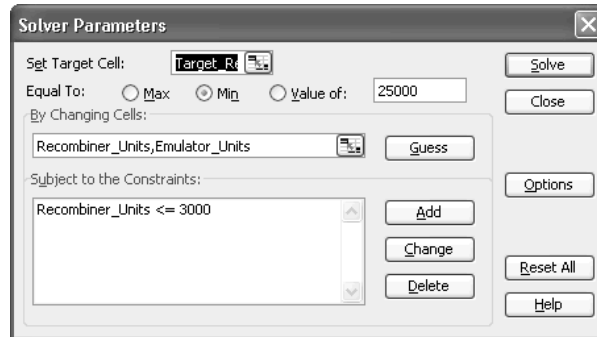 Solver Parameters
Set Target Cell: Target_Re
Solve
Equal To: Max Min Value of: 25000
Close
By Changing Cells:
Recombiner_Units,Emulator_Units
Guess
Subject to the Constraints:
Options
Recombiner_Units <= 3000
Add
Change
Reset All
Delete
Help